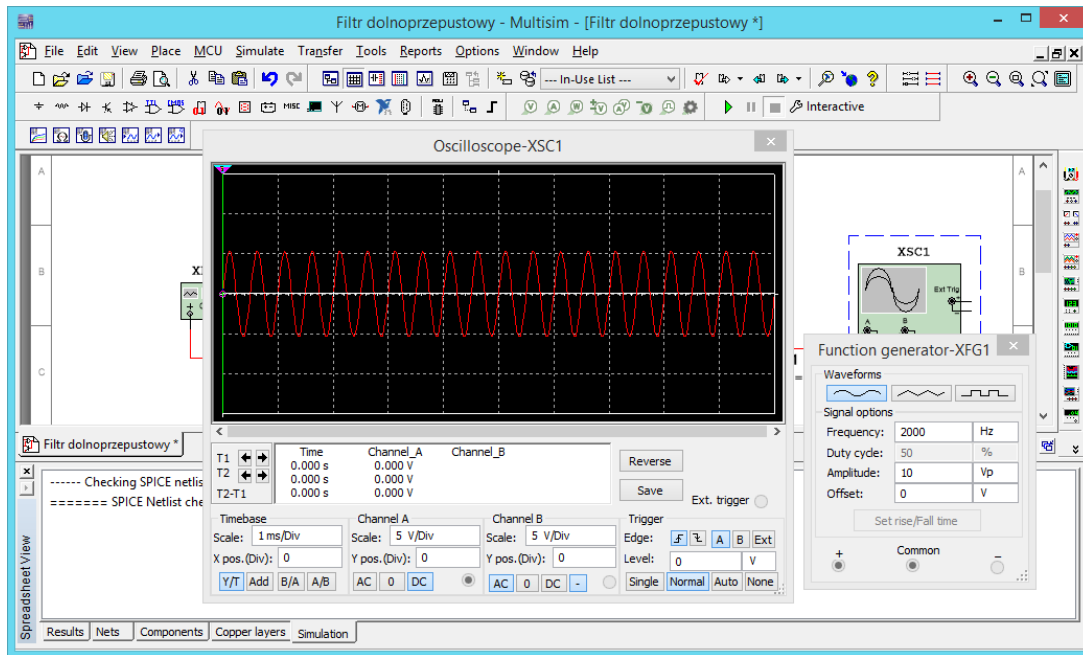 Filtr dolnoprzepustowy - Multisim - [Filtr dolnoprzepustowy *]
File Edit View Place MCU Simulate Transfer Tools Reports Options Window Help
--- In-Use List ---
MISC
Interactive
Oscilloscope-XSC1
A
A
B
B
C
XSC1
Ext Trig
A
B
Function generator-XFG1
Waveforms
Signal options
Frequency: 2000 Hz
Duty cycle: 50 %
Amplitude: 10 Vp
Offset: 0 V
Set rise/Fall time
+ Common -
Filtr dolnoprzepustowy *
Time Channel_A Channel_B
T1 0.000 s 0.000 V
T2 0.000 s 0.000 V
T2-T1 0.000 s 0.000 V
Reverse
Save
Ext. trigger
Timebase
Scale: 1 ms/Div
X pos.(Div): 0
Y/T Add B/A A/B
Channel A
Scale: 5 V/Div
Y pos.(Div): 0
AC 0 DC
Channel B
Scale: 5 V/Div
Y pos.(Div): 0
AC 0 DC -
Trigger
Edge: A B Ext
Level: 0 V
Single Normal Auto None
------ Checking SPICE netlis
======= SPICE Netlist che
Spreadsheet View
Results Nets Components Copper layers Simulation